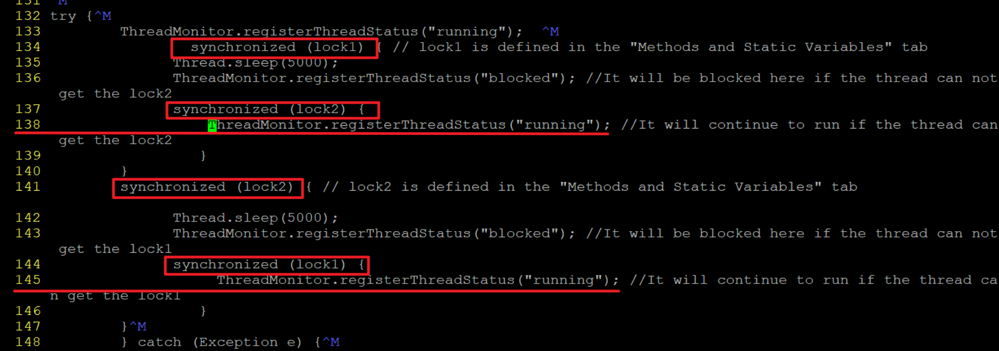 131 ^M
132 try {^M
133 ThreadMonitor.registerThreadStatus("running"); ^M
134 synchronized (lock1) { // lock1 is defined in the "Methods and Static Variables" tab
135 Thread.sleep(5000);
136 ThreadMonitor.registerThreadStatus("blocked"); //It will be blocked here if the thread can not
get the lock2
137 synchronized (lock2) {
138 ThreadMonitor.registerThreadStatus("running"); //It will continue to run if the thread can
get the lock2
139 }
140 }
141 synchronized (lock2) { // lock2 is defined in the "Methods and Static Variables" tab
142 Thread.sleep(5000);
143 ThreadMonitor.registerThreadStatus("blocked"); //It will be blocked here if the thread can not
get the lock1
144 synchronized (lock1) {
145 ThreadMonitor.registerThreadStatus("running"); //It will continue to run if the thread ca
n get the lock1
146 }
147 }^M
148 } catch (Exception e) {^M